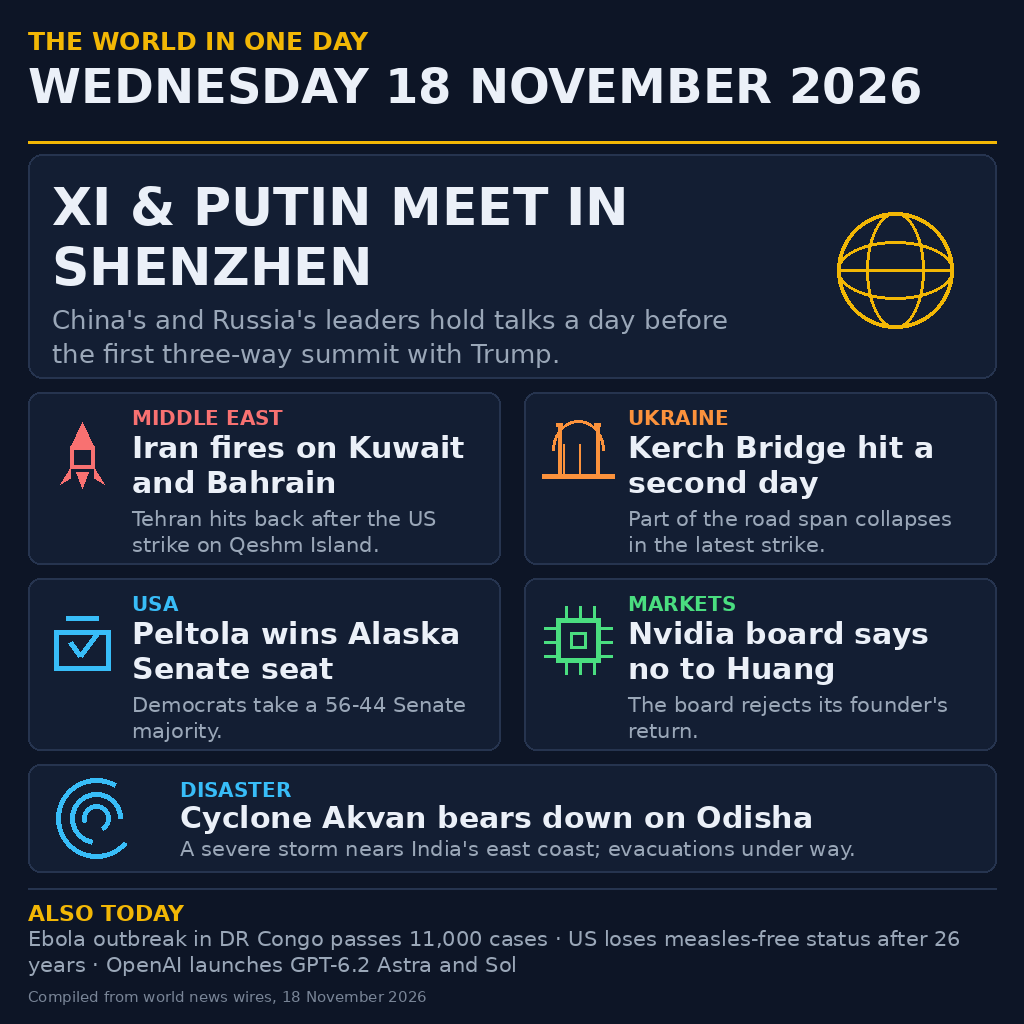 THE WORLD IN ONE DAY
WEDNESDAY 18 NOVEMBER 2026
XI & PUTIN MEET IN
SHENZHEN
China's and Russia's leaders hold talks a day before
the first three-way summit with Trump.
MIDDLE EAST
Iran fires on Kuwait
and Bahrain
Tehran hits back after the US
strike on Qeshm Island.
UKRAINE
Kerch Bridge hit a
second day
Part of the road span collapses
in the latest strike.
USA
Peltola wins Alaska
Senate seat
Democrats take a 56-44 Senate
majority.
MARKETS
Nvidia board says
no to Huang
The board rejects its founder's
return.
DISASTER
Cyclone Akvan bears down on Odisha
A severe storm nears India's east coast; evacuations under way.
ALSO TODAY
Ebola outbreak in DR Congo passes 11,000 cases · US loses measles-free status after 26
years · OpenAI launches GPT-6.2 Astra and Sol
Compiled from world news wires, 18 November 2026